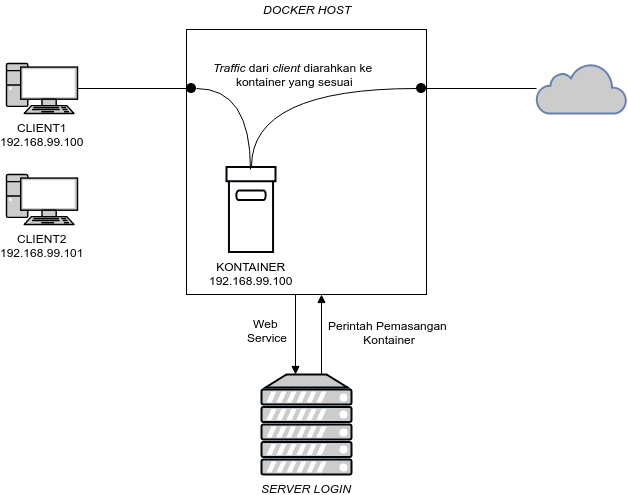 DOCKER HOST
Traffic dari client diarahkan ke
kontainer yang sesuai
CLIENT1
192.168.99.100
CLIENT2
192.168.99.101
KONTAINER
192.168.99.100
Web
Service
Perintah Pemasangan
Kontainer
SERVER LOGIN